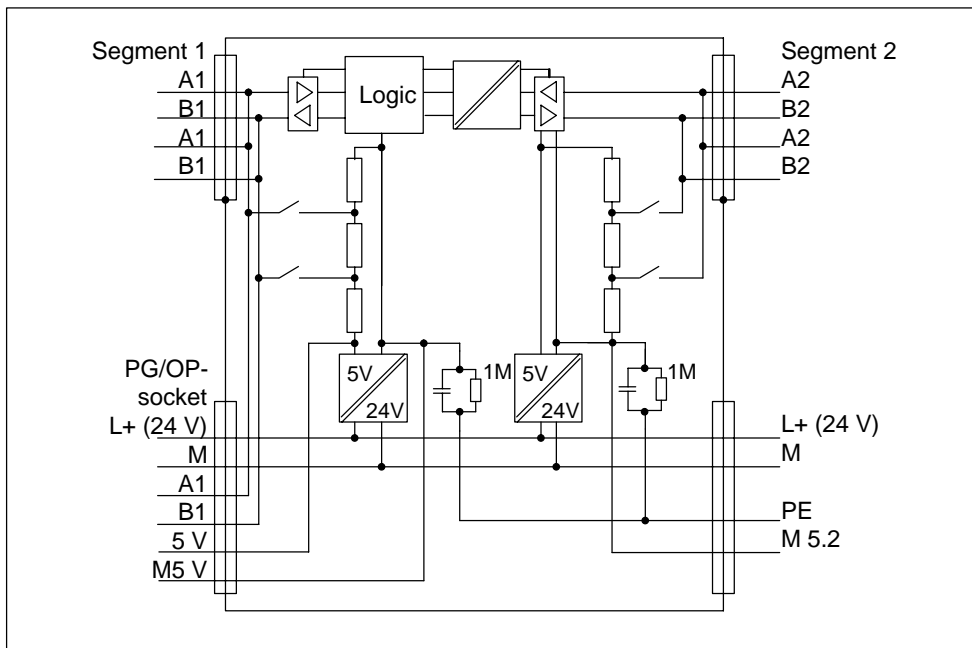 Segment 1
Segment 2
A1
A2
B1
Logic
B2
A1
A2
B1
B2
PG/OP-
socket
5V
24V
1M
5V
24V
1M
L+ (24 V)
L+ (24 V)
M
M
A1
B1
PE
5 V
M 5.2
M5 V